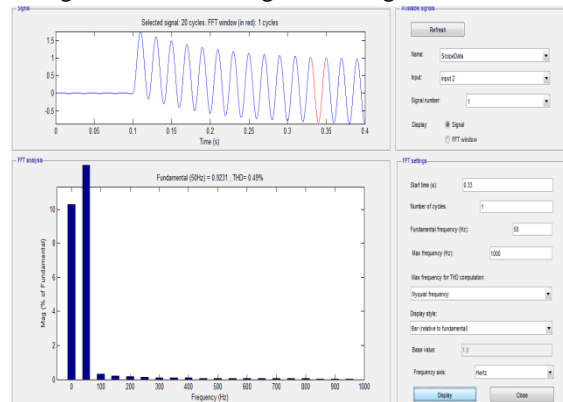 Signal
Selected signal: 20 cycles. FFT window (in red): 1 cycles
1.5
1
0.5
0
-0.5
0 0.05 0.1 0.15 0.2 0.25 0.3 0.35 0.4
Time (s)
FFT analysis
Fundamental (50Hz) = 0.9231 , THD= 0.49%
10
8
6
4
2
0
Mag (% of Fundamental)
0 100 200 300 400 500 600 700 800 900 1000
Frequency (Hz)
Available signals
Refresh
Name: ScopeData
Input: input 2
Signal number: 1
Display: Signal
FFT window
FFT settings
Start time (s): 0.33
Number of cycles: 1
Fundamental frequency (Hz): 50
Max frequency (Hz): 1000
Max frequency for THD computation:
Nyquist frequency
Display style:
Bar (relative to fundamental)
Base value: 1.0
Frequency axis: Hertz
Display Close